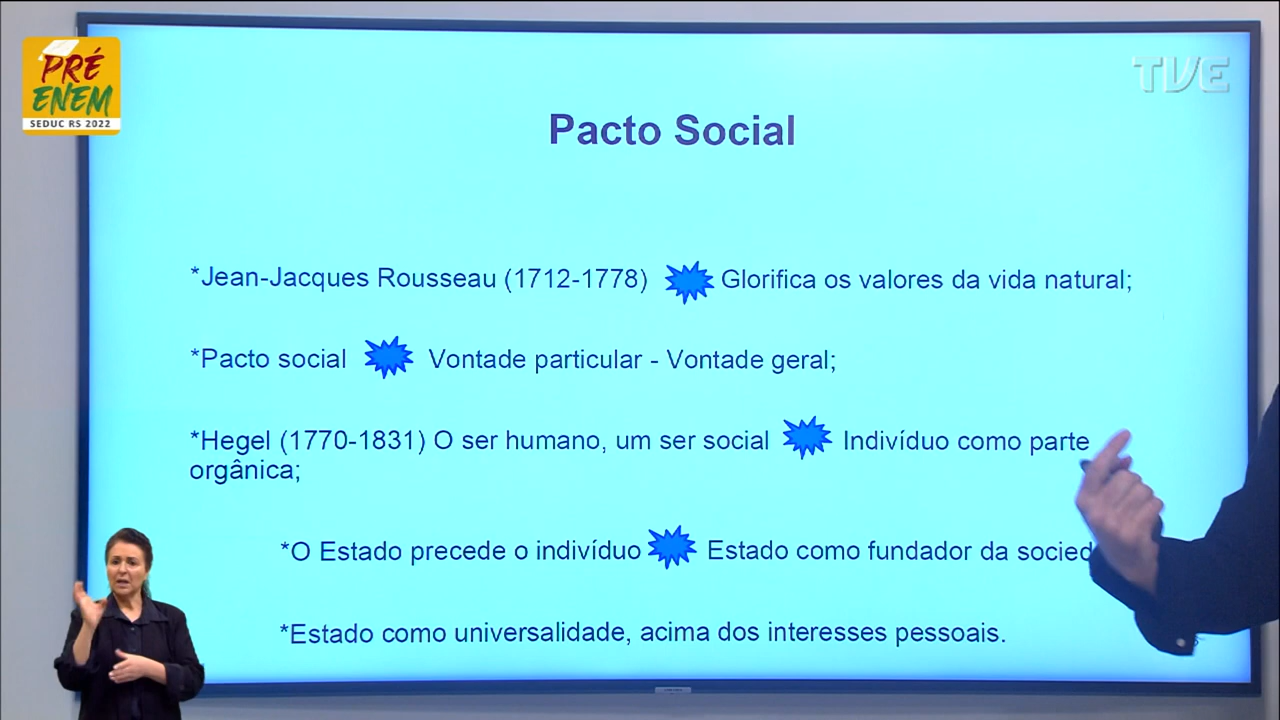 PRÉ
ENEM
SEDUC RS 2022
TVE
Pacto Social
*Jean-Jacques Rousseau (1712-1778) Glorifica os valores da vida natural;
*Pacto social Vontade particular - Vontade geral;
*Hegel (1770-1831) O ser humano, um ser social Indivíduo como parte
orgânica;
*O Estado precede o indivíduo Estado como fundador da socied
*Estado como universalidade, acima dos interesses pessoais.